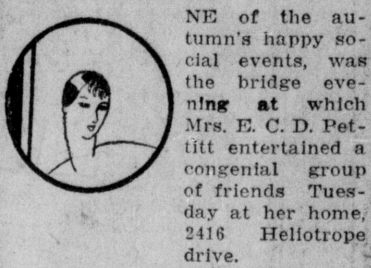 NE of the au-
tumn's happy so-
cial events, was
the bridge eve-
ning at which
Mrs. E. C. D. Pet-
titt entertained a
congenial group
of friends Tues-
day at her home,
2416 Heliotrope
drive.